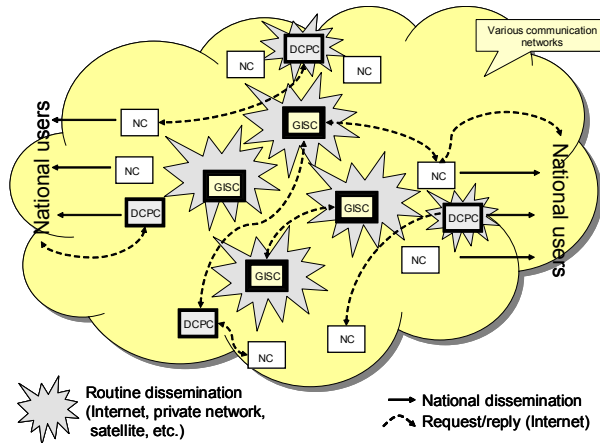 Various communication
networks
DCPC
NC
NC
NC
GISC
National users
NC
GISC
NC
National users
DCPC
GISC
DCPC
NC
GISC
DCPC
NC
NC
Routine dissemination
(Internet, private network,
satellite, etc.)
National dissemination
Request/reply (Internet)